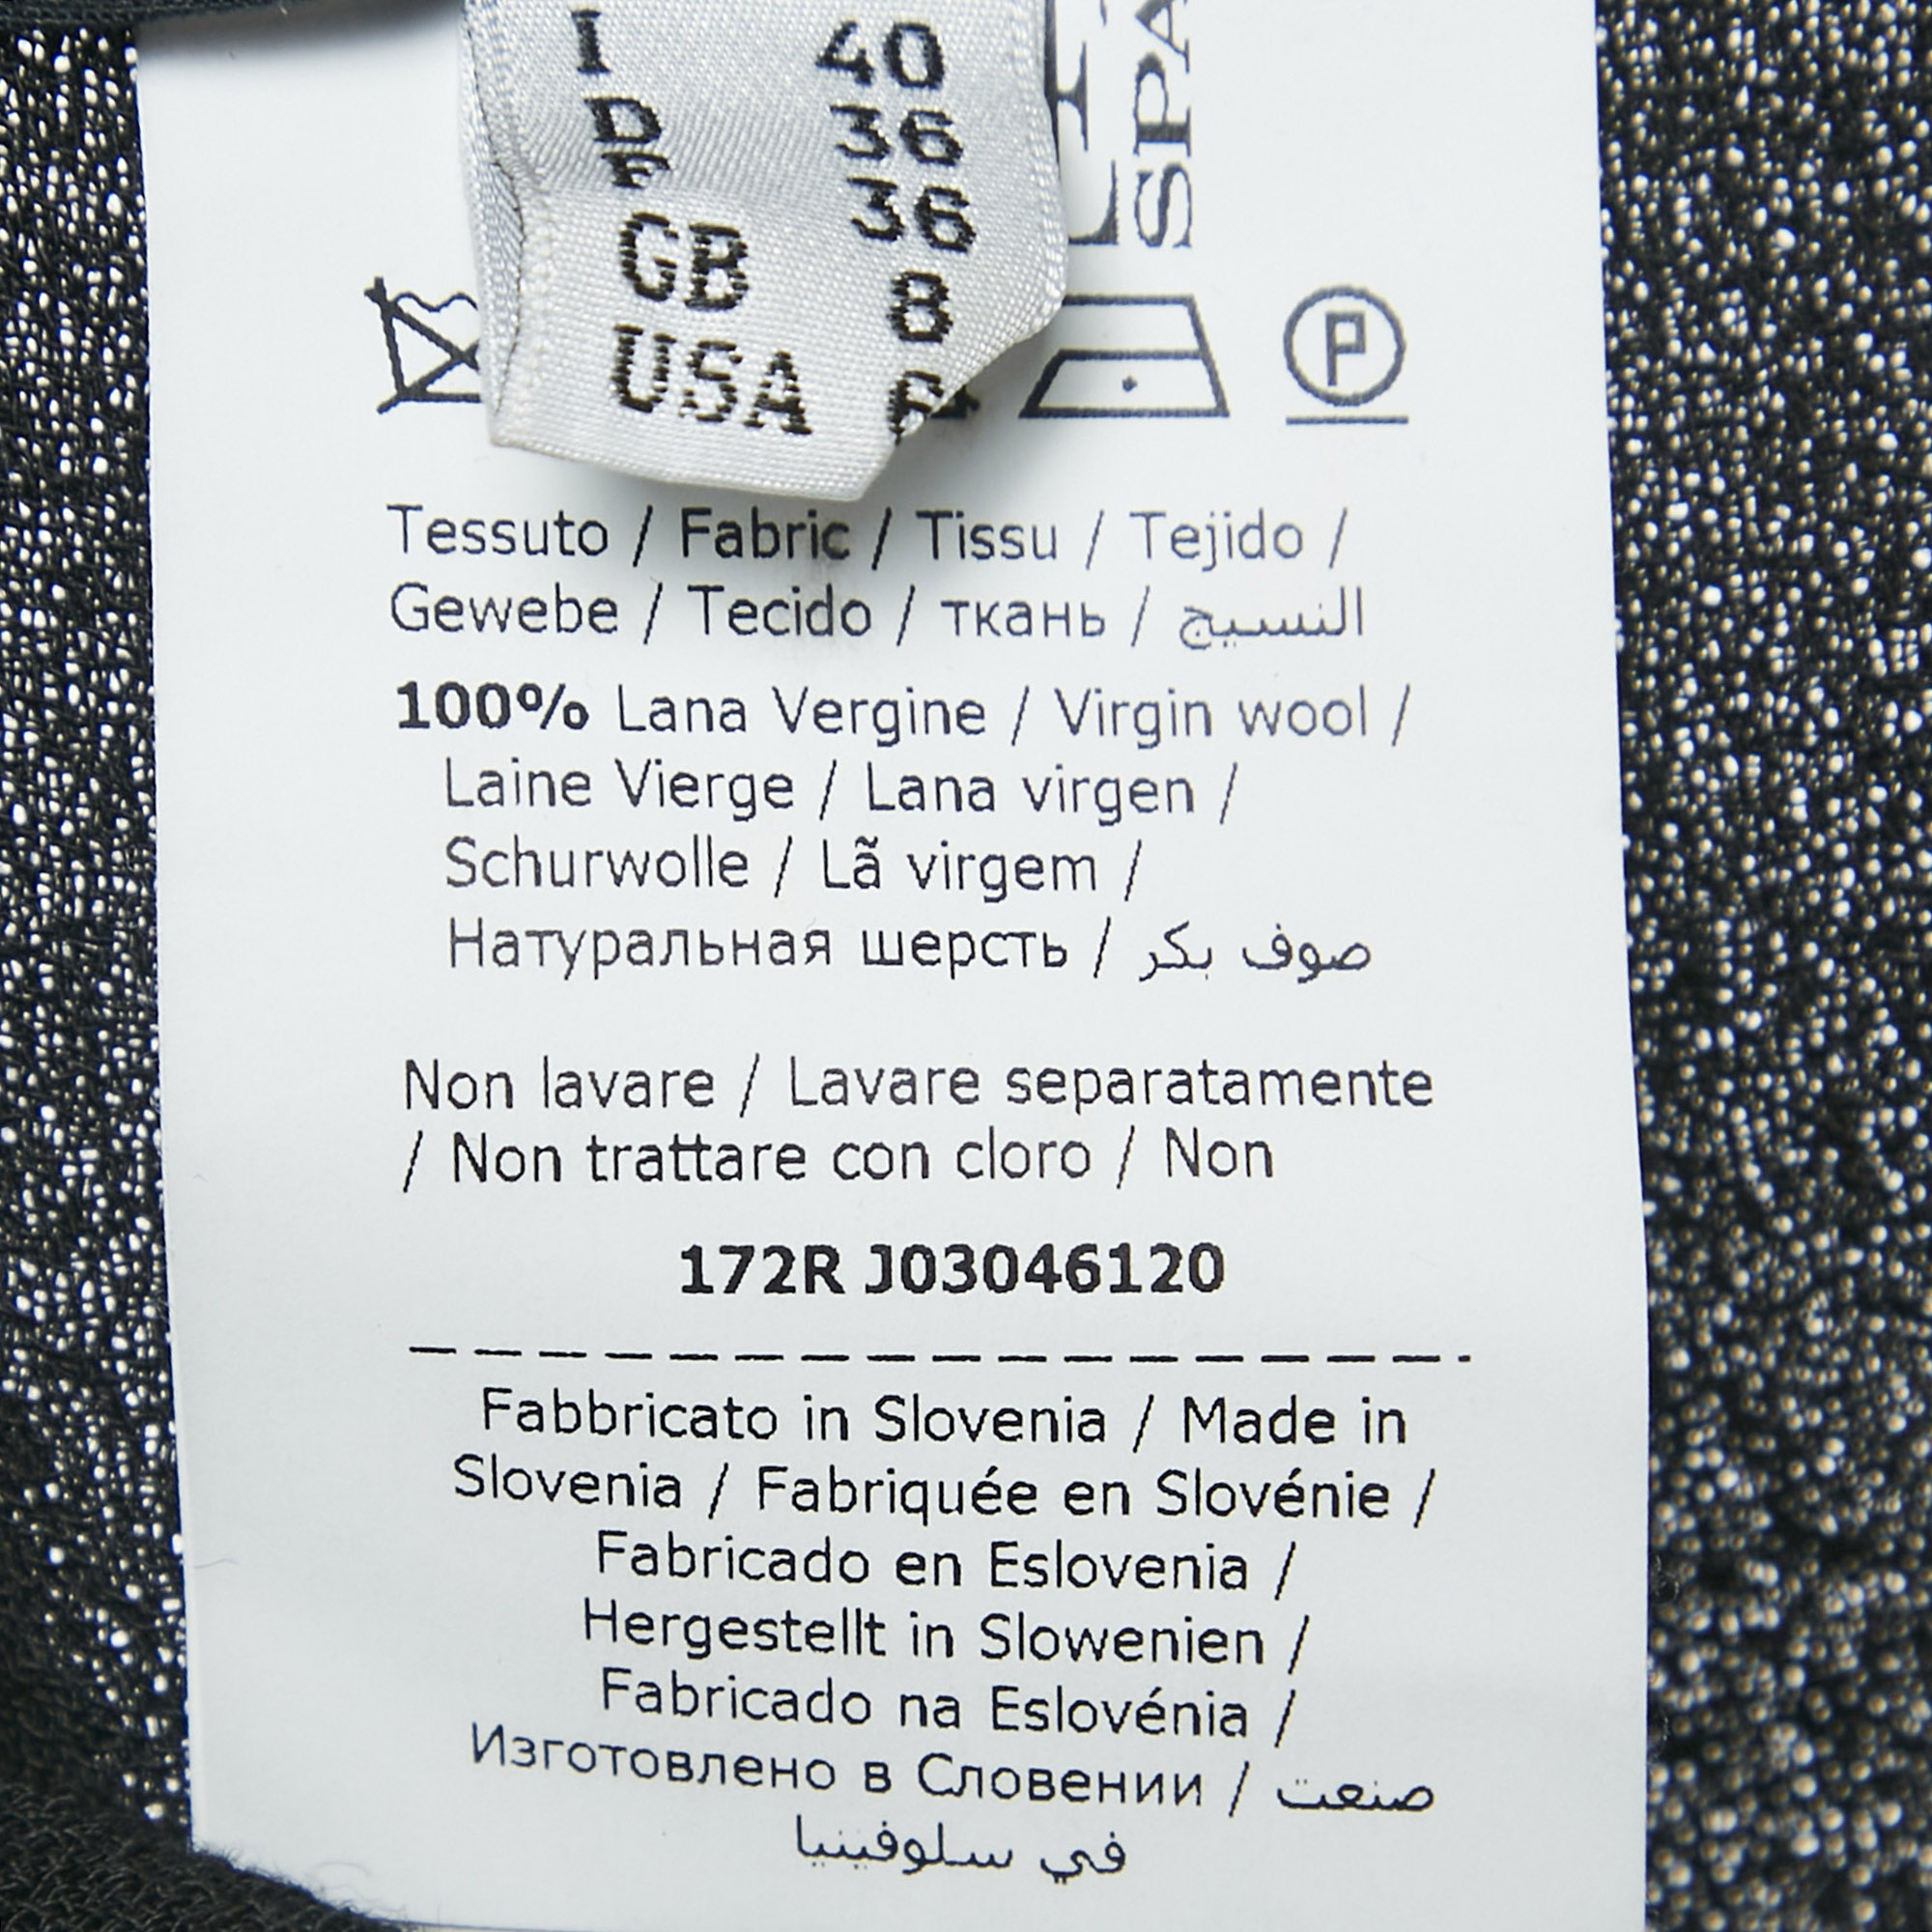 I 40
D 36
F 36
GB 8
USA 6
SPA
P
Tessuto / Fabric / Tissu / Tejido /
Gewebe / Tecido / ткань / النسيج
100% Lana Vergine / Virgin wool /
Laine Vierge / Lana virgen /
Schurwolle / Lã virgem /
Натуральная шерсть / صوف بكر
Non lavare / Lavare separatamente
/ Non trattare con cloro / Non
172R J03046120
Fabbricato in Slovenia / Made in
Slovenia / Fabriquée en Slovénie /
Fabricado en Eslovenia /
Hergestellt in Slowenien /
Fabricado na Eslovénia /
Изготовлено в Словении / صنعت
في سلوفينيا